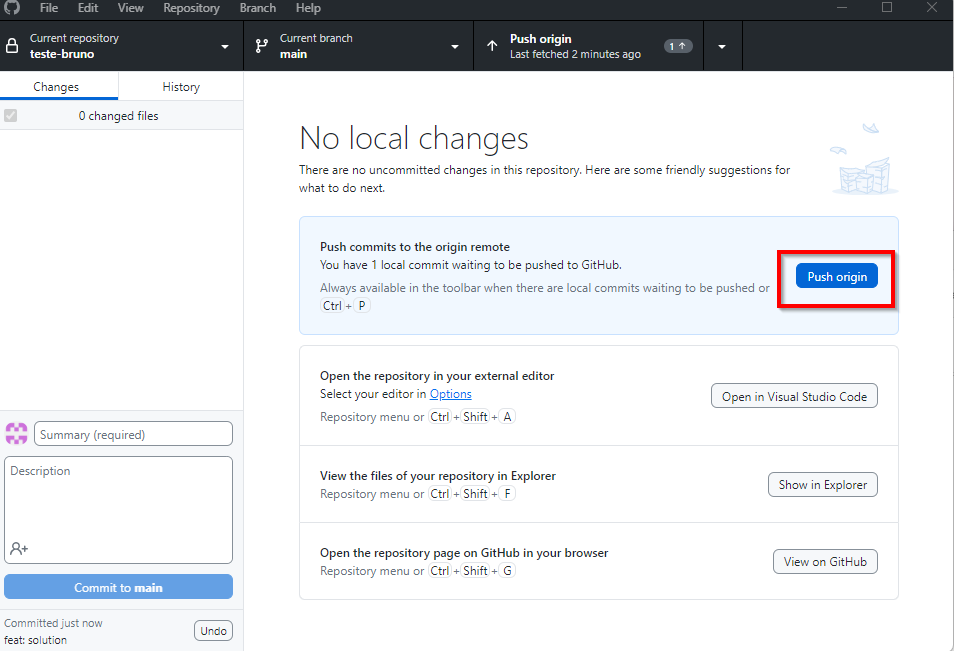 File Edit View Repository Branch Help
Current repository
teste-bruno
Current branch
main
Push origin
Last fetched 2 minutes ago
1
Changes
History
0 changed files
No local changes
There are no uncommitted changes in this repository. Here are some friendly suggestions for
what to do next.
Push commits to the origin remote
You have 1 local commit waiting to be pushed to GitHub.
Always available in the toolbar when there are local commits waiting to be pushed or
Ctrl + P
Push origin
Open the repository in your external editor
Select your editor in Options
Repository menu or Ctrl + Shift + A
Open in Visual Studio Code
View the files of your repository in Explorer
Repository menu or Ctrl + Shift + F
Show in Explorer
Open the repository page on GitHub in your browser
Repository menu or Ctrl + Shift + G
View on GitHub
Summary (required)
Description
Commit to main
Committed just now
feat: solution
Undo